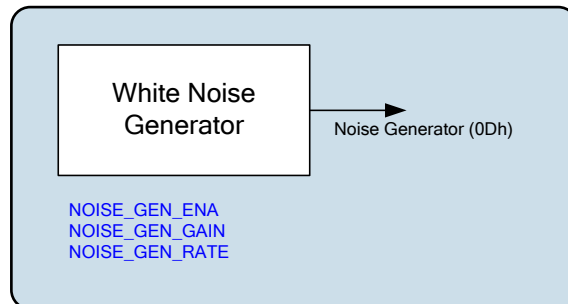 White Noise
Generator
Noise Generator (0Dh)
NOISE_GEN_ENA
NOISE_GEN_GAIN
NOISE_GEN_RATE